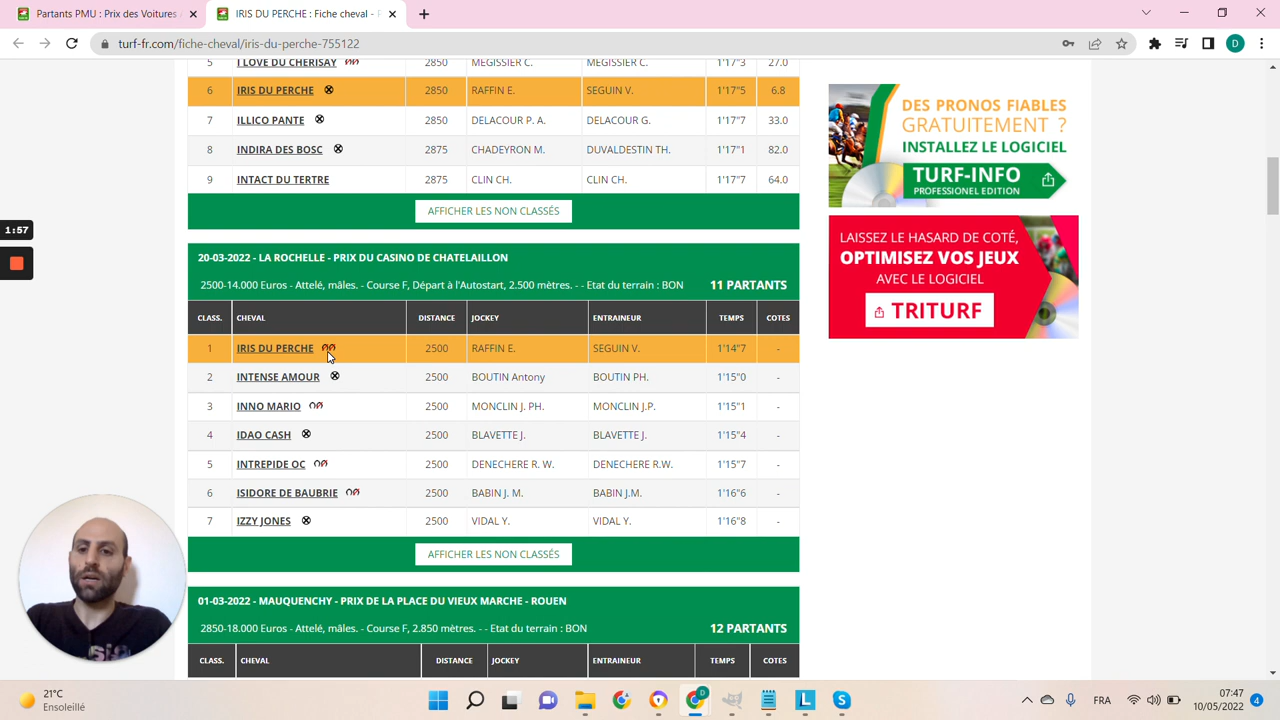 Partants PMU : Prix des Voitures
IRIS DU PERCHE : Fiche cheval -
turf-fr.com/fiche-cheval/iris-du-perche-755122
D
5 I LOVE DU CHERISAY 2850 MEGISSIER C. MEGISSIER C. 1'17"3 27.0
6 IRIS DU PERCHE 2850 RAFFIN E. SEGUIN V. 1'17"5 6.8
7 ILLICO PANTE 2850 DELACOUR P. A. DELACOUR G. 1'17"7 33.0
8 INDIRA DES BOSC 2875 CHADEYRON M. DUVALDESTIN TH. 1'17"1 82.0
9 INTACT DU TERTRE 2875 CLIN CH. CLIN CH. 1'17"7 64.0
AFFICHER LES NON CLASSÉS
20-03-2022 - LA ROCHELLE - PRIX DU CASINO DE CHATELAILLON
2500-14.000 Euros - Attelé, mâles. - Course F, Départ à l'Autostart, 2.500 mètres. - - Etat du terrain : BON 11 PARTANTS
CLASS. CHEVAL DISTANCE JOCKEY ENTRAINEUR TEMPS COTES
1 IRIS DU PERCHE 2500 RAFFIN E. SEGUIN V. 1'14"7 -
2 INTENSE AMOUR 2500 BOUTIN Antony BOUTIN PH. 1'15"0 -
3 INNO MARIO 2500 MONCLIN J. PH. MONCLIN J.P. 1'15"1 -
4 IDAO CASH 2500 BLAVETTE J. BLAVETTE J. 1'15"4 -
5 INTREPIDE OC 2500 DENECHERE R. W. DENECHERE R.W. 1'15"7 -
6 ISIDORE DE BAUBRIE 2500 BABIN J. M. BABIN J.M. 1'16"6 -
7 IZZY JONES 2500 VIDAL Y. VIDAL Y. 1'16"8 -
AFFICHER LES NON CLASSÉS
01-03-2022 - MAUQUENCHY - PRIX DE LA PLACE DU VIEUX MARCHE - ROUEN
2850-18.000 Euros - Attelé, mâles. - Course F, 2.850 mètres. - - Etat du terrain : BON 12 PARTANTS
CLASS. CHEVAL DISTANCE JOCKEY ENTRAINEUR TEMPS COTES
DES PRONOS FIABLES
GRATUITEMENT ?
INSTALLEZ LE LOGICIEL
TURF-INFO
PROFESSIONEL EDITION
LAISSEZ LE HASARD DE COTÉ,
OPTIMISEZ VOS JEUX
AVEC LE LOGICIEL
TRITURF
1:57
21°C
Ensoleillé
D
L
S
FRA
07:47
10/05/2022
4